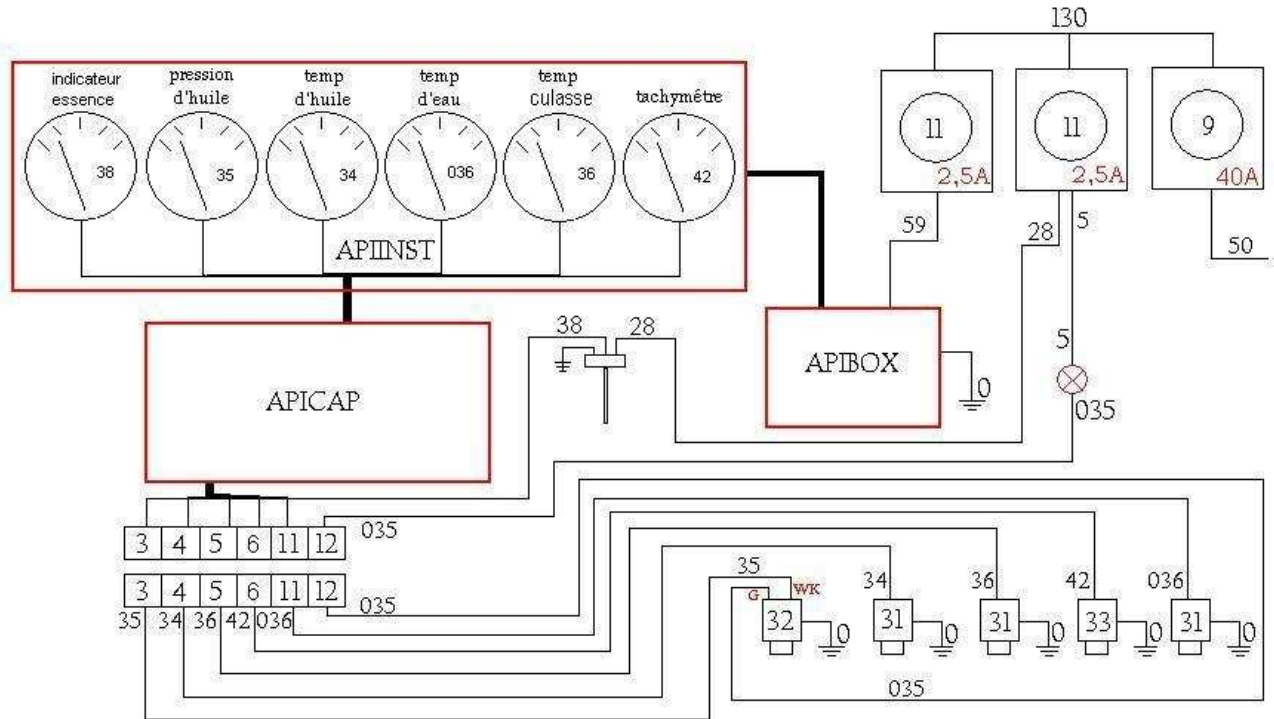 130
indicateur essence
pression d'huile
temp d'huile
temp d'eau
temp culasse
tachymétre
38
35
34
036
36
42
APIINST
11
2,5A
11
2,5A
9
40A
59
28
5
50
38
28
APICAP
APIBOX
0
5
035
3 4 5 6 11 12
035
3 4 5 6 11 12
035
35 34 36 42 036
35
G
WK
32
0
34
31
0
36
31
0
42
33
0
036
31
0
035